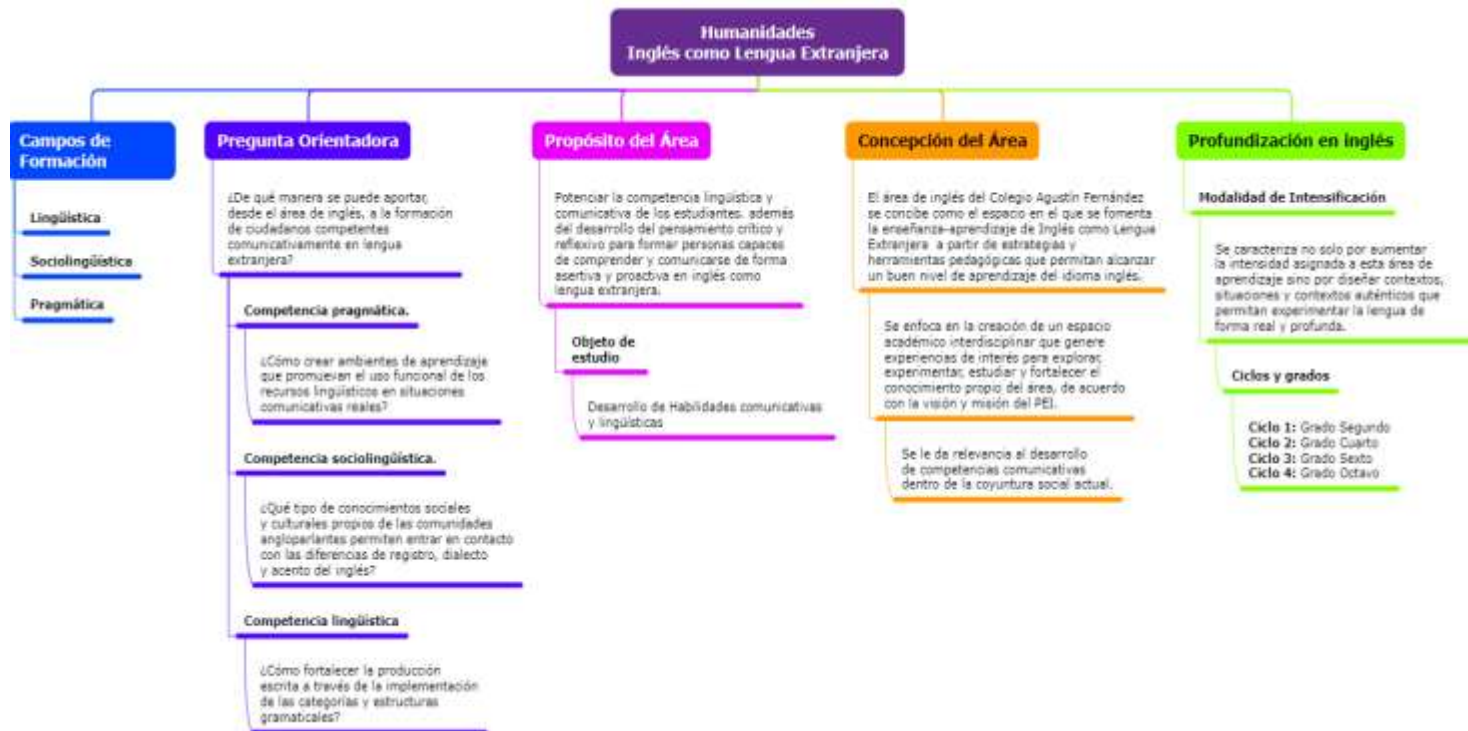 Humanidades
Inglés como Lengua Extranjera
Campos de
Formación
Lingüística
Sociolingüística
Pragmática
Pregunta Orientadora
¿De qué manera se puede aportar,
desde el área de inglés, a la formación
de ciudadanos competentes
comunicativamente en lengua
extranjera?
Competencia pragmática.
¿Cómo crear ambientes de aprendizaje
que promuevan el uso funcional de los
recursos lingüísticos en situaciones
comunicativas reales?
Competencia sociolingüística.
¿Qué tipo de conocimientos sociales
y culturales propios de las comunidades
angloparlantes permiten entrar en contacto
con las diferencias de registro, dialecto
y acento del inglés?
Competencia lingüística
¿Cómo fortalecer la producción
escrita a través de la implementación
de las categorías y estructuras
gramaticales?
Propósito del Área
Potenciar la competencia lingüística y
comunicativa de los estudiantes. además
del desarrollo del pensamiento crítico y
reflexivo para formar personas capaces
de comprender y comunicarse de forma
asertiva y proactiva en inglés como
lengua extranjera.
Objeto de
estudio
Desarrollo de Habilidades comunicativas
y lingüísticas
Concepción del Área
El área de inglés del Colegio Agustín Fernández
se concibe como el espacio en el que se fomenta
la enseñanza-aprendizaje de Inglés como Lengua
Extranjera a partir de estrategias y
herramientas pedagógicas que permitan alcanzar
un buen nivel de aprendizaje del idioma inglés.
Se enfoca en la creación de un espacio
académico interdisciplinar que genere
experiencias de interés para explorar,
experimentar, estudiar y fortalecer el
conocimiento propio del área, de acuerdo
con la visión y misión del PEI.
Se le da relevancia al desarrollo
de competencias comunicativas
dentro de la coyuntura social actual.
Profundización en inglés
Modalidad de Intensificación
Se caracteriza no solo por aumentar
la intensidad asignada a esta área de
aprendizaje sino por diseñar contextos,
situaciones y contextos auténticos que
permitan experimentar la lengua de
forma real y profunda.
Ciclos y grados
Ciclo 1: Grado Segundo
Ciclo 2: Grado Cuarto
Ciclo 3: Grado Sexto
Ciclo 4: Grado Octavo